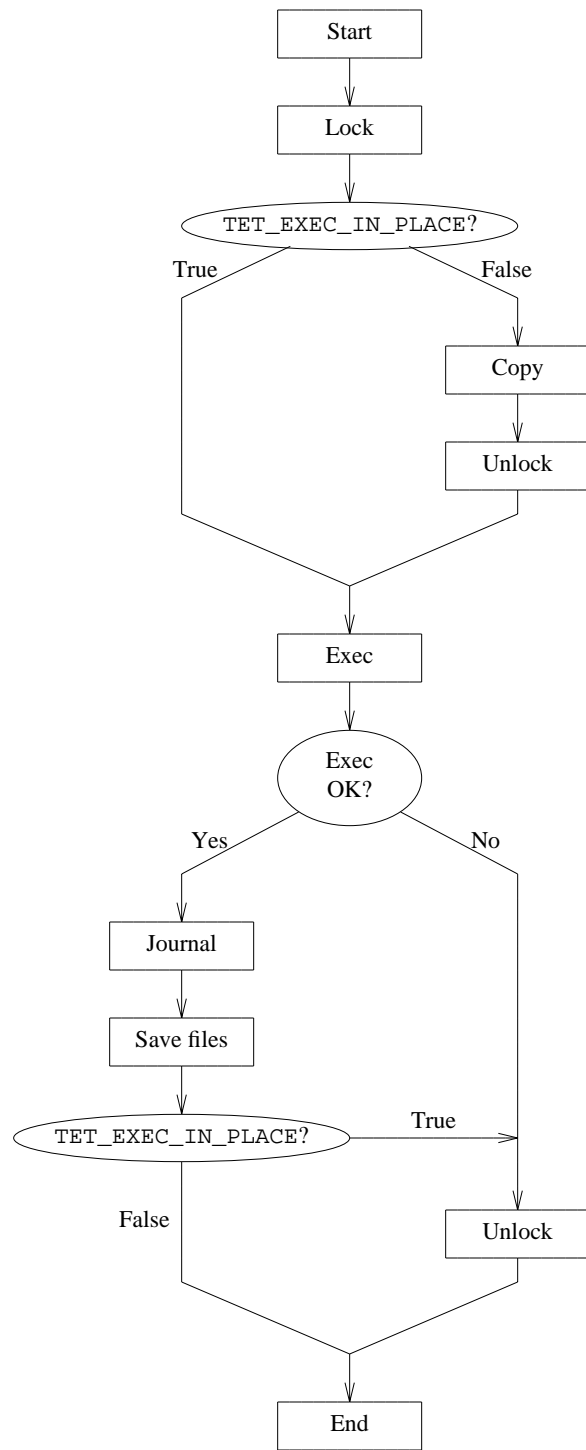 Start
Lock
TET_EXEC_IN_PLACE?
True
False
Copy
Unlock
Exec
Exec
OK?
Yes
No
Journal
Save files
TET_EXEC_IN_PLACE?
True
False
Unlock
End